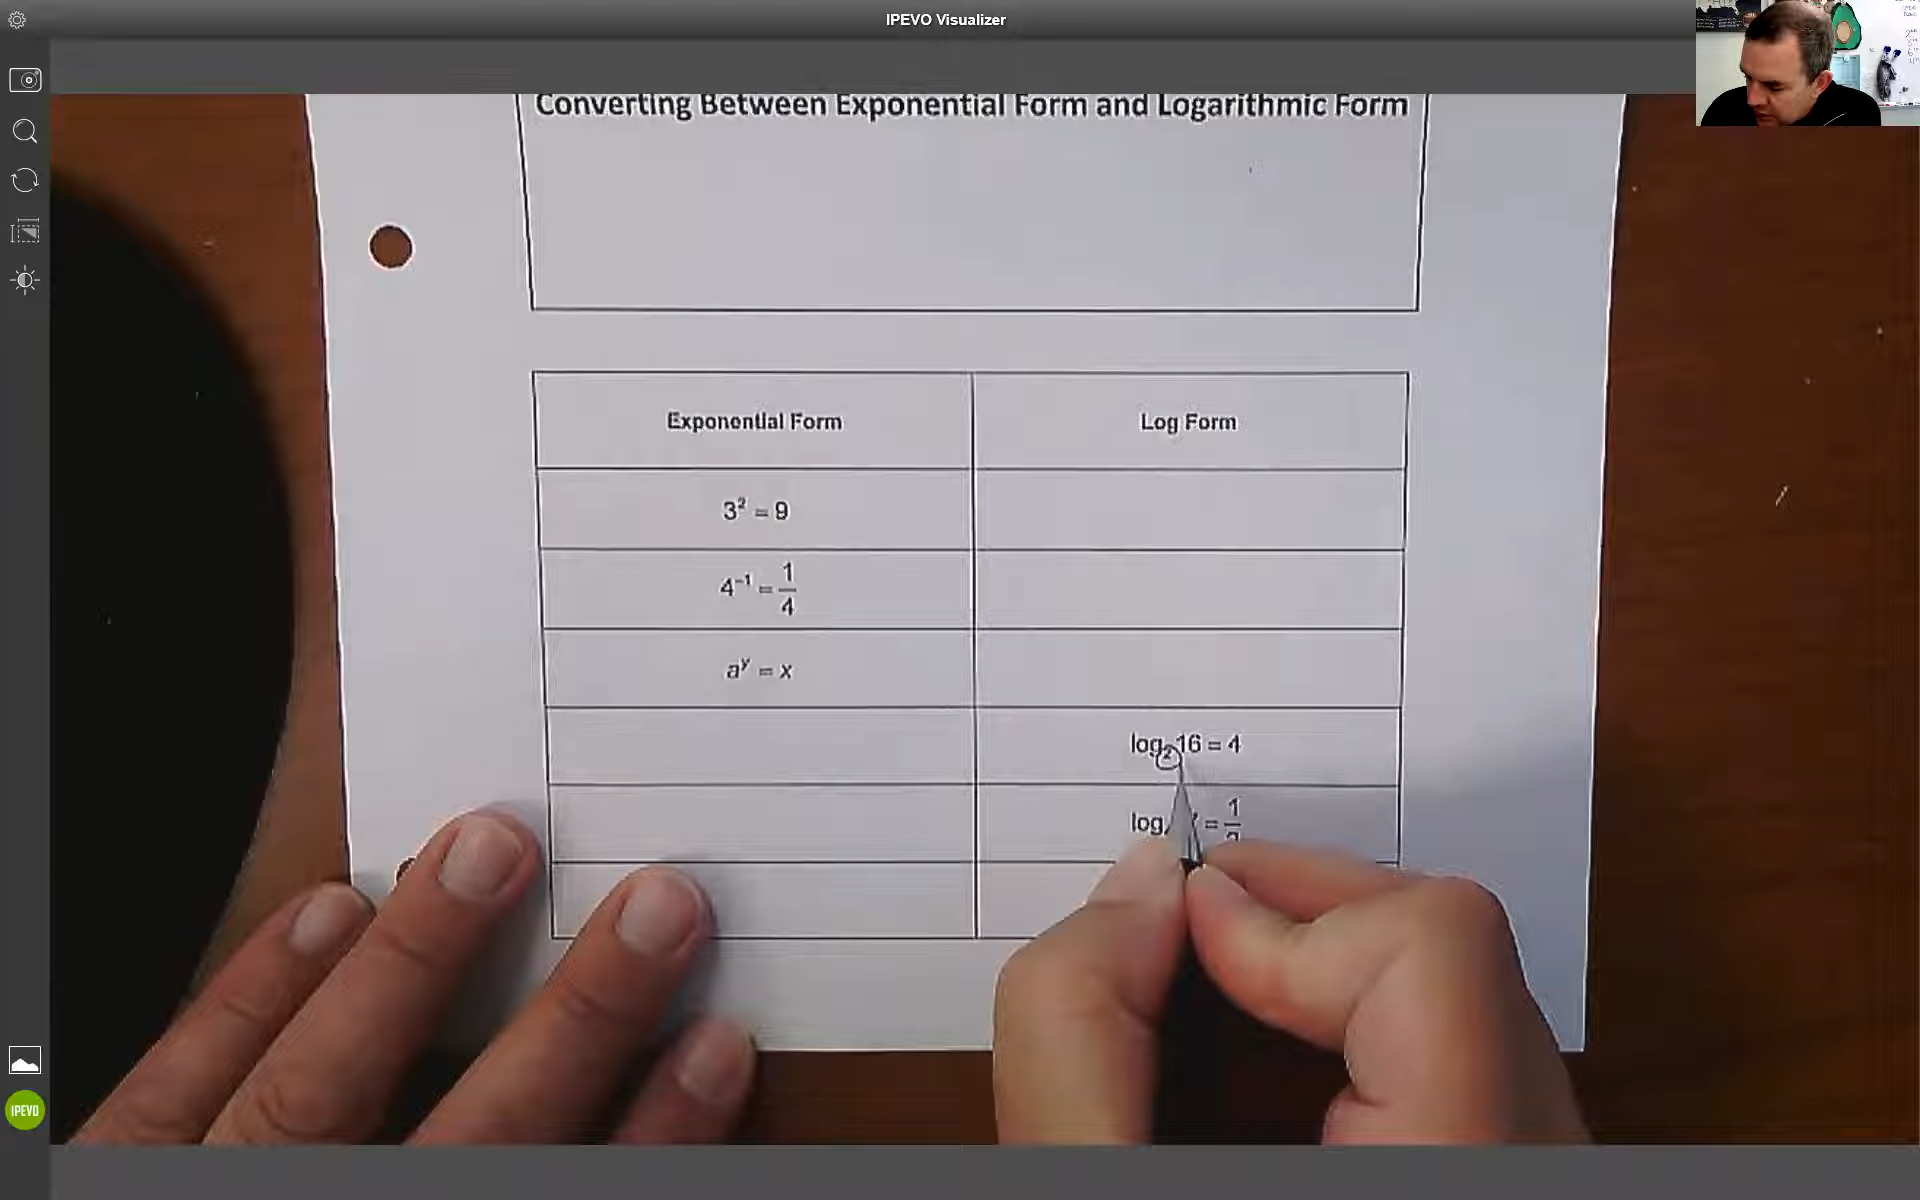 IPEVO Visualizer
Converting Between Exponential Form and Logarithmic Form
Exponential Form
Log Form
3² = 9
4⁻¹ = 1/4
aʸ = x
log₂ 16 = 4
log
= 1/
IPEVO